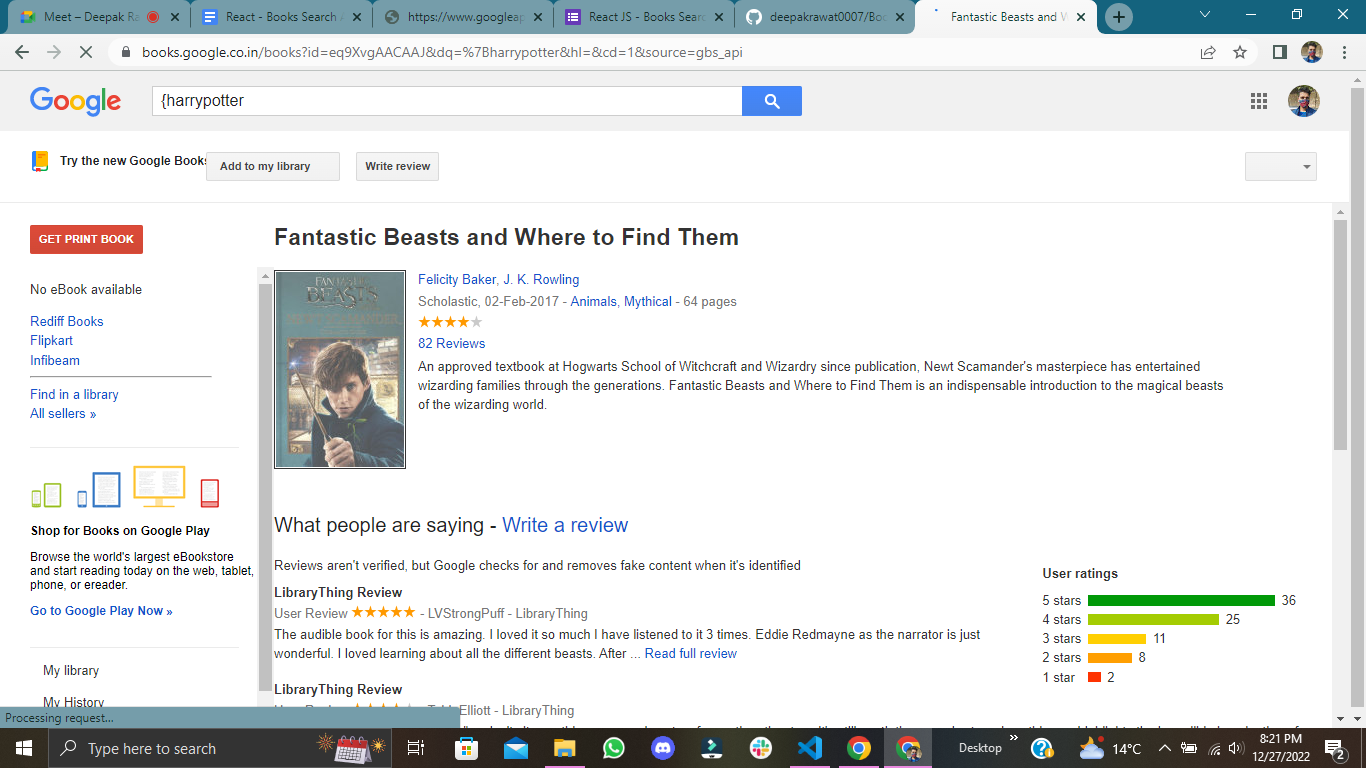 Meet – Deepak Ra
React - Books Search A
https://www.googleap
React JS - Books Sear
deepakrawat0007/Boo
Fantastic Beasts and W
books.google.co.in/books?id=eq9XvgAACAAJ&dq=%7Bharrypotter&hl=&cd=1&source=gbs_api
Google
{harrypotter
Try the new Google Books
Add to my library
Write review
GET PRINT BOOK
No eBook available
Rediff Books
Flipkart
Infibeam
Find in a library
All sellers »
Shop for Books on Google Play
Browse the world's largest eBookstore
and start reading today on the web, tablet,
phone, or ereader.
Go to Google Play Now »
My library
My History
Processing request...
Fantastic Beasts and Where to Find Them
FANTASTIC
BEASTS
Felicity Baker, J. K. Rowling
Scholastic, 02-Feb-2017 - Animals, Mythical - 64 pages
82 Reviews
An approved textbook at Hogwarts School of Witchcraft and Wizardry since publication, Newt Scamander's masterpiece has entertained
wizarding families through the generations. Fantastic Beasts and Where to Find Them is an indispensable introduction to the magical beasts
of the wizarding world.
What people are saying - Write a review
Reviews aren't verified, but Google checks for and removes fake content when it's identified
LibraryThing Review
User Review - LVStrongPuff - LibraryThing
The audible book for this is amazing. I loved it so much I have listened to it 3 times. Eddie Redmayne as the narrator is just
wonderful. I loved learning about all the different beasts. After ... Read full review
LibraryThing Review
Elliott - LibraryThing
User ratings
5 stars 36
4 stars 25
3 stars 11
2 stars 8
1 star 2
Type here to search
Desktop
14°C
8:21 PM
12/27/2022
2